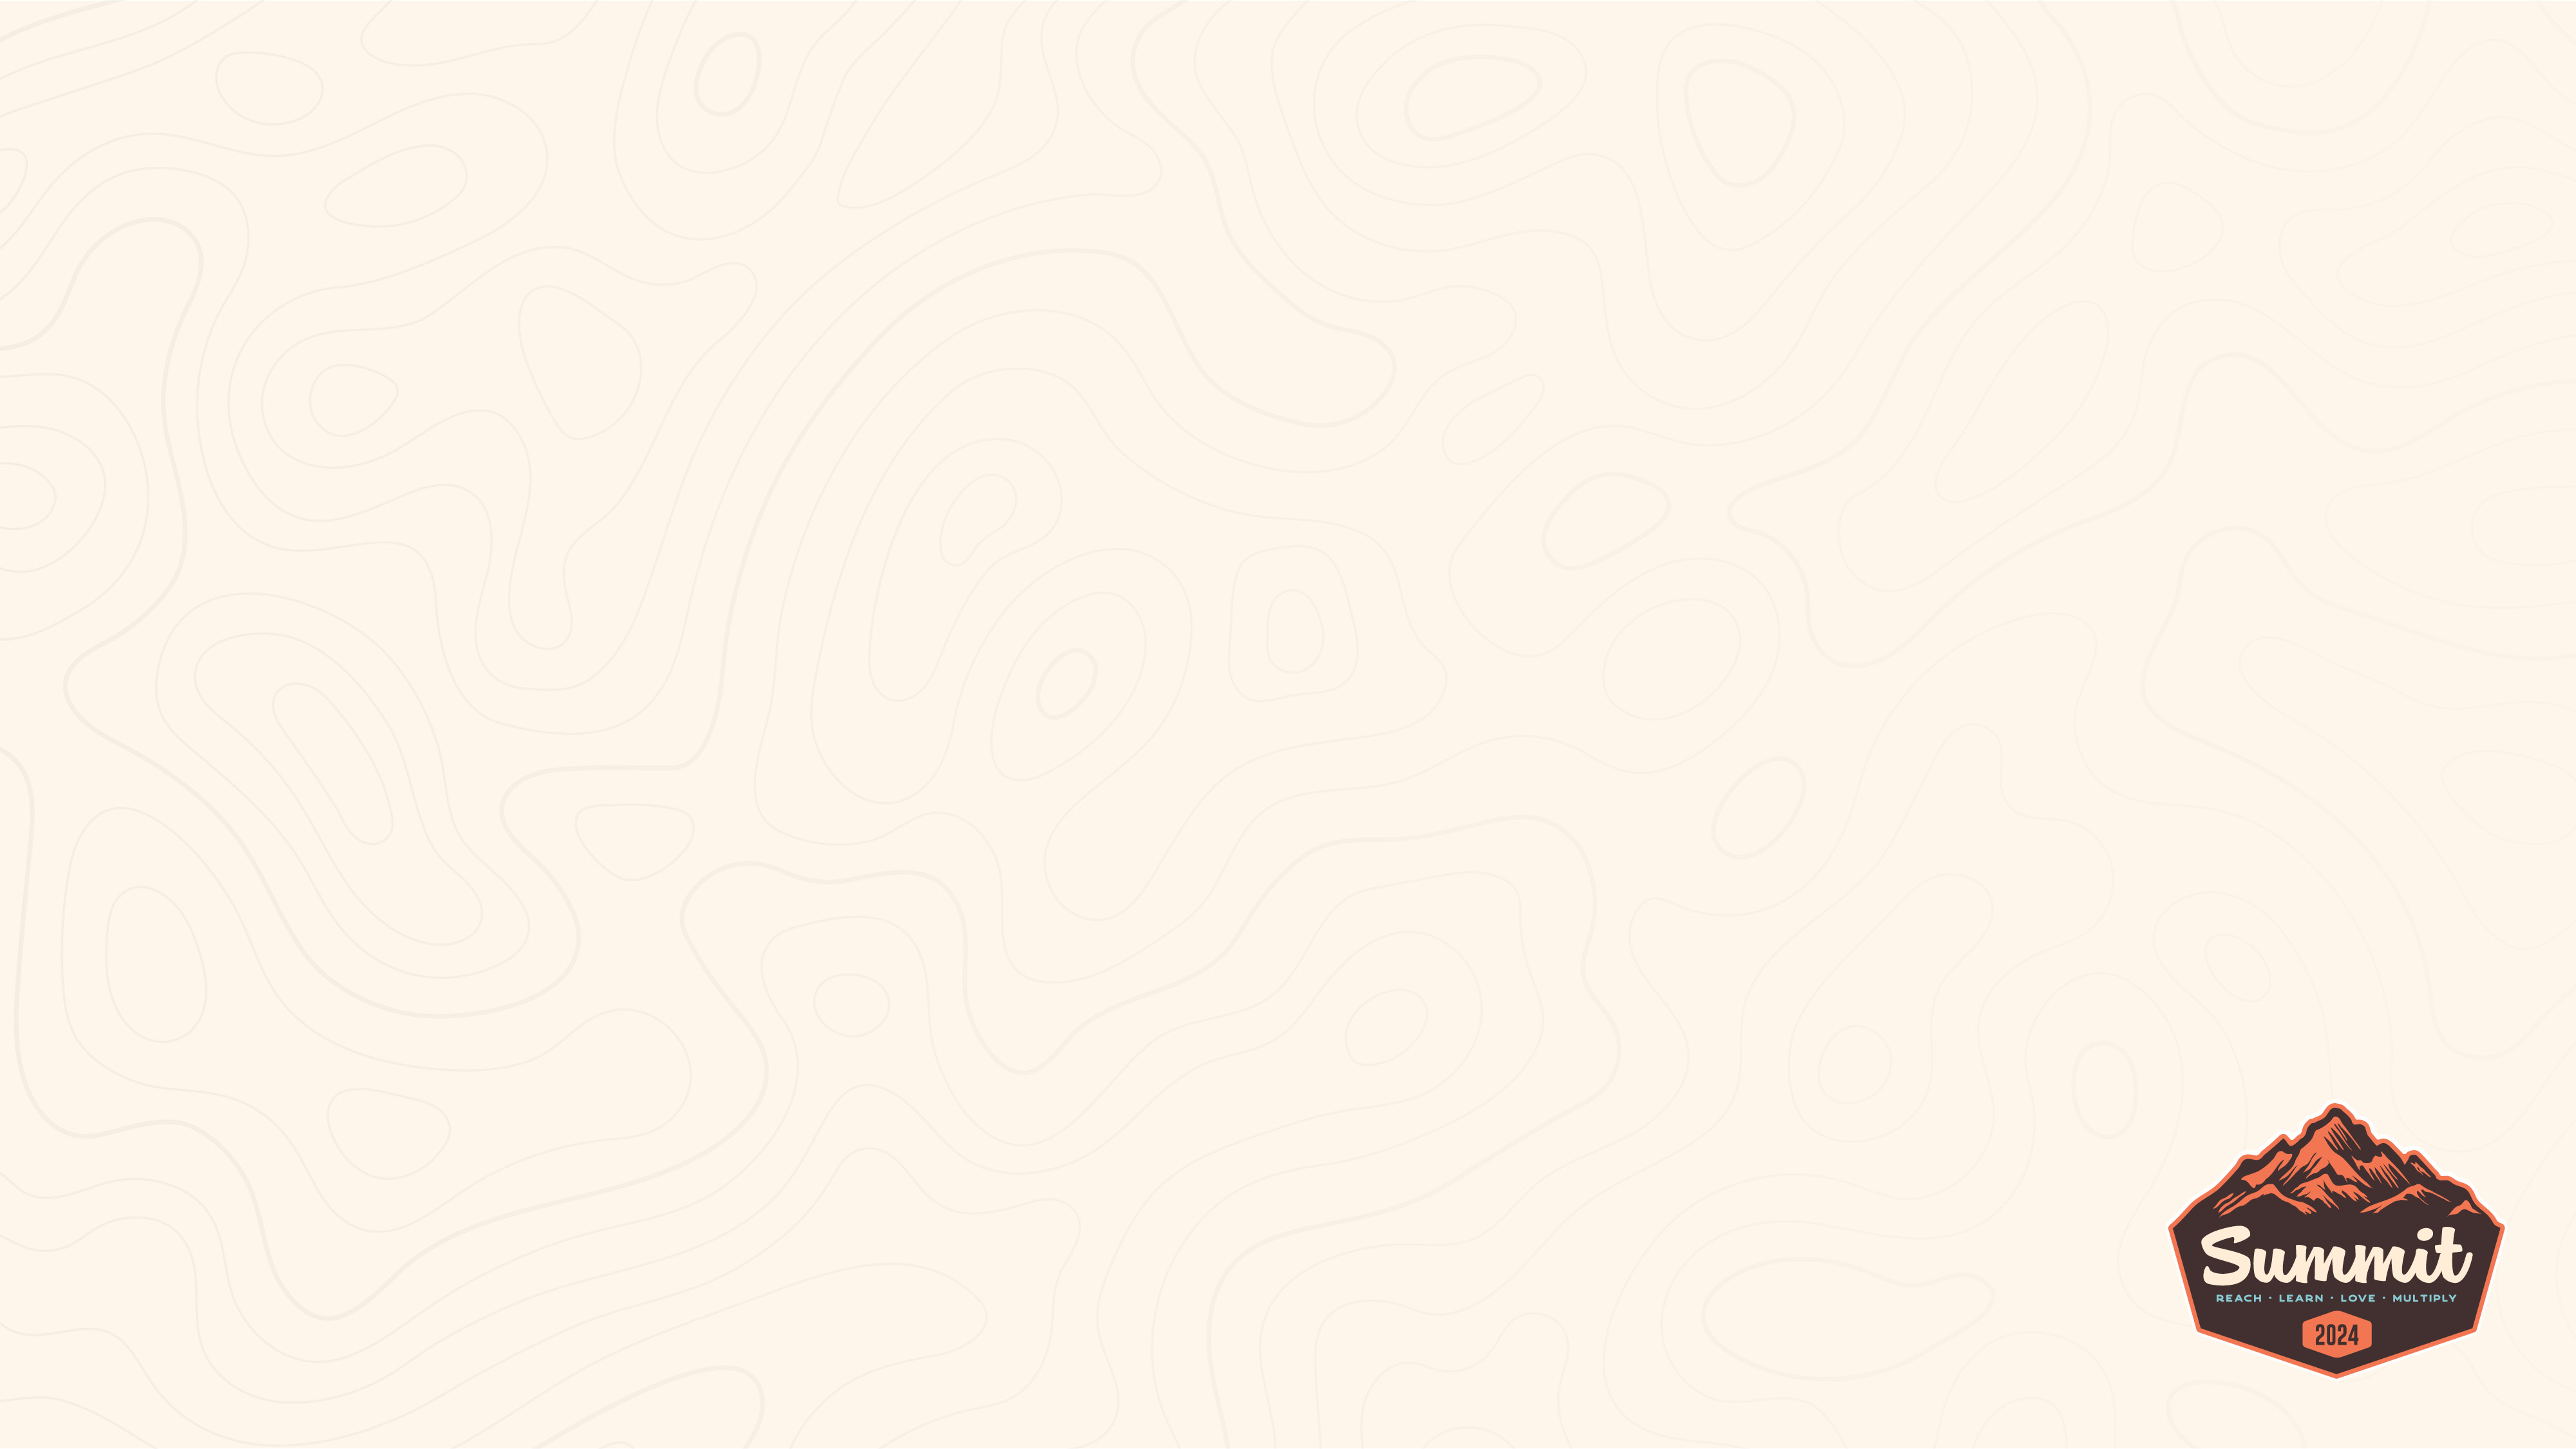 Summit
REACH · LEARN · LOVE · MULTIPLY
2024